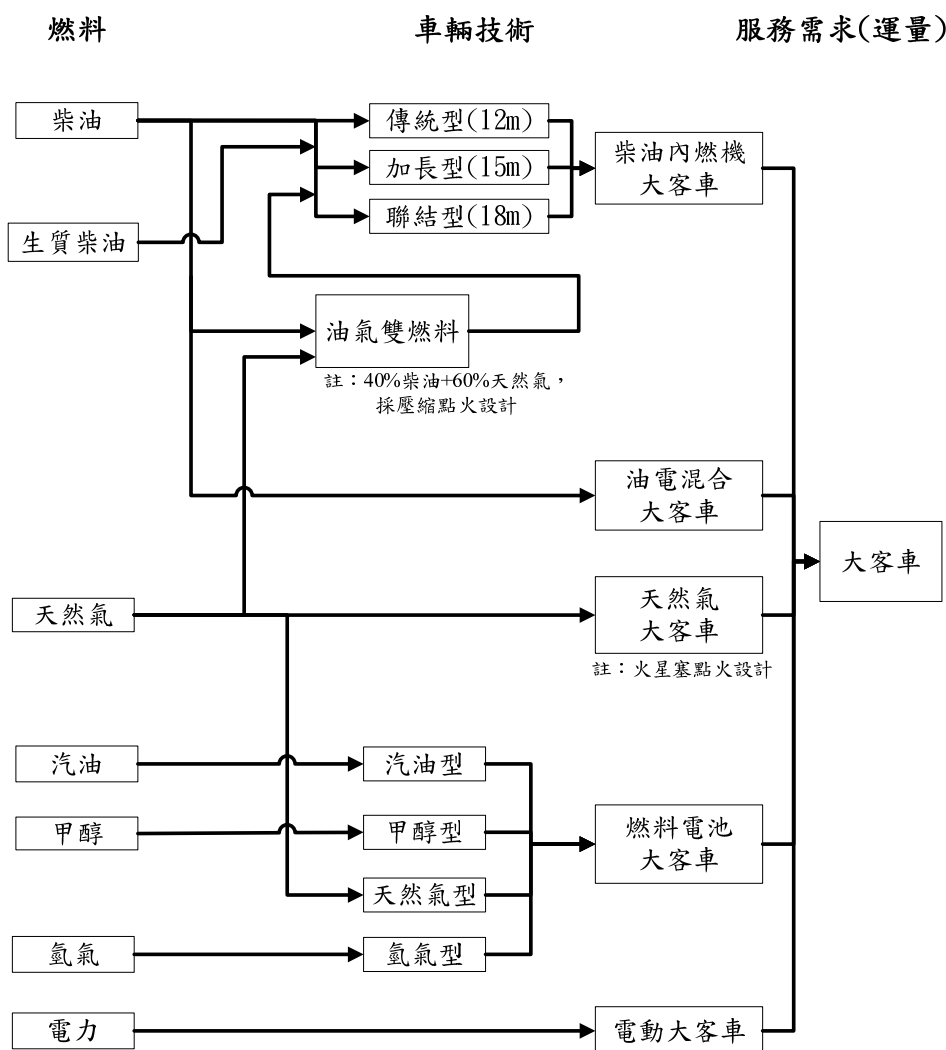 燃料
車輛技術
服務需求(運量)
柴油
傳統型(12m)
加長型(15m)
聯結型(18m)
柴油內燃機
大客車
生質柴油
油氣雙燃料
註：40%柴油+60%天然氣，
採壓縮點火設計
油電混合
大客車
大客車
天然氣
天然氣
大客車
註：火星塞點火設計
汽油
汽油型
甲醇
甲醇型
燃料電池
大客車
天然氣型
氫氣
氫氣型
電力
電動大客車